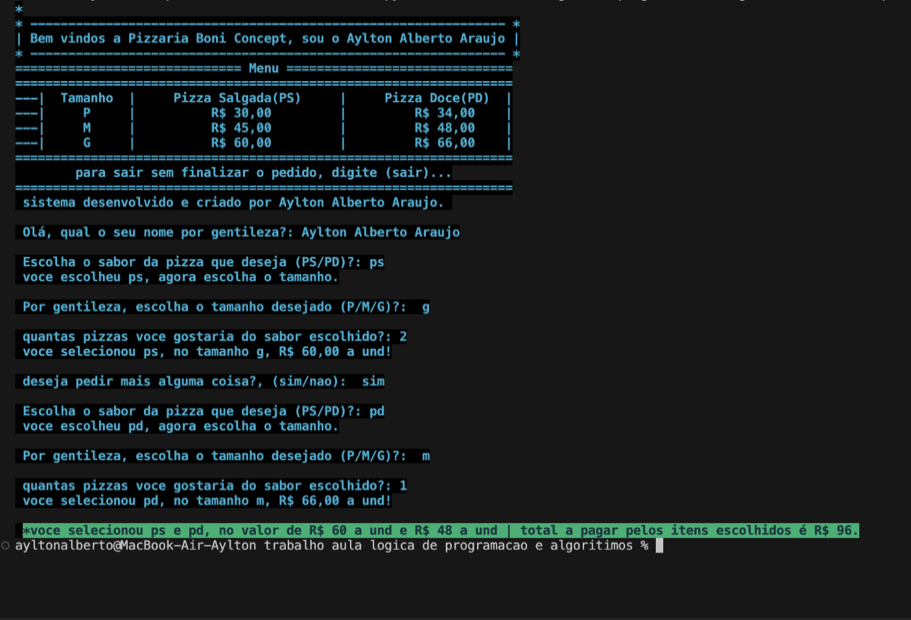 *
* --------------------------------------------------------------- *
| Bem vindos a Pizzaria Boni Concept, sou o Aylton Alberto Araujo |
* --------------------------------------------------------------- *
============================== Menu ==============================
==================================================================
---| Tamanho | Pizza Salgada(PS) | Pizza Doce(PD) |
---| P | R$ 30,00 | R$ 34,00 |
---| M | R$ 45,00 | R$ 48,00 |
---| G | R$ 60,00 | R$ 66,00 |
==================================================================
para sair sem finalizar o pedido, digite (sair)...
==================================================================
sistema desenvolvido e criado por Aylton Alberto Araujo.
Olá, qual o seu nome por gentileza?: Aylton Alberto Araujo
Escolha o sabor da pizza que deseja (PS/PD)?: ps
voce escolheu ps, agora escolha o tamanho.
Por gentileza, escolha o tamanho desejado (P/M/G)?: g
quantas pizzas voce gostaria do sabor escolhido?: 2
voce selecionou ps, no tamanho g, R$ 60,00 a und!
deseja pedir mais alguma coisa?, (sim/nao): sim
Escolha o sabor da pizza que deseja (PS/PD)?: pd
voce escolheu pd, agora escolha o tamanho.
Por gentileza, escolha o tamanho desejado (P/M/G)?: m
quantas pizzas voce gostaria do sabor escolhido?: 1
voce selecionou pd, no tamanho m, R$ 66,00 a und!
*voce selecionou ps e pd, no valor de R$ 60 a und e R$ 48 a und | total a pagar pelos itens escolhidos é R$ 96.
ayltonalberto@MacBook-Air-Aylton trabalho aula logica de programacao e algoritimos %